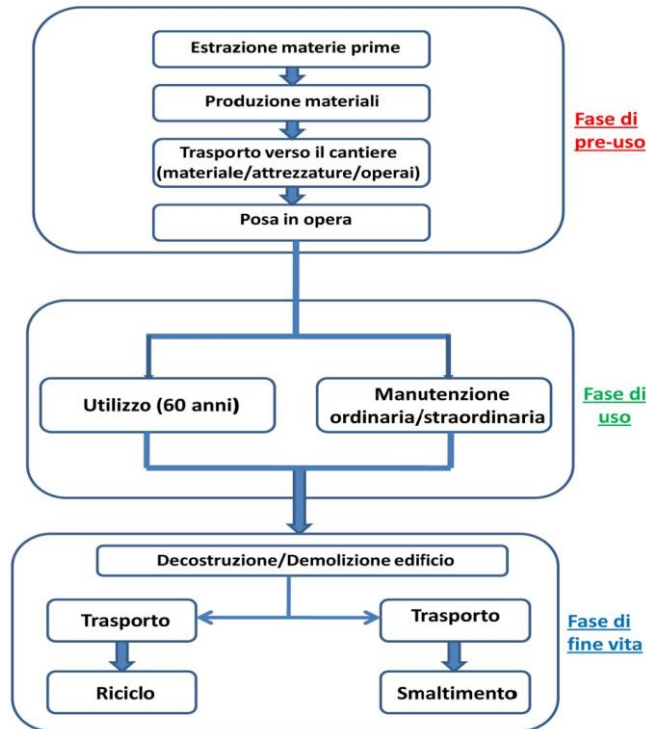 Estrazione materie prime
Produzione materiali
Trasporto verso il cantiere
(materiale/attrezzature/operai)
Posa in opera
Fase di
pre-uso
Utilizzo (60 anni)
Manutenzione
ordinaria/straordinaria
Fase di
uso
Decostruzione/Demolizione edificio
Trasporto
Trasporto
Riciclo
Smaltimento
Fase di
fine vita